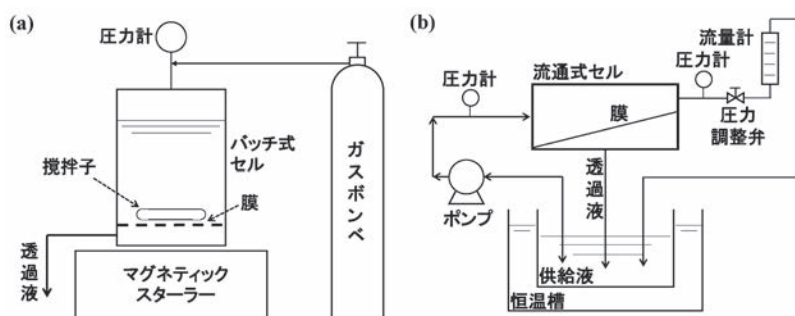 (a)
圧力計
バッチ式
セル
撹拌子
膜
透過液
マグネティック
スターラー
ガスボンベ
(b)
流量計
圧力計
流通式セル
圧力計
膜
圧力
調整弁
透過液
ポンプ
供給液
恒温槽